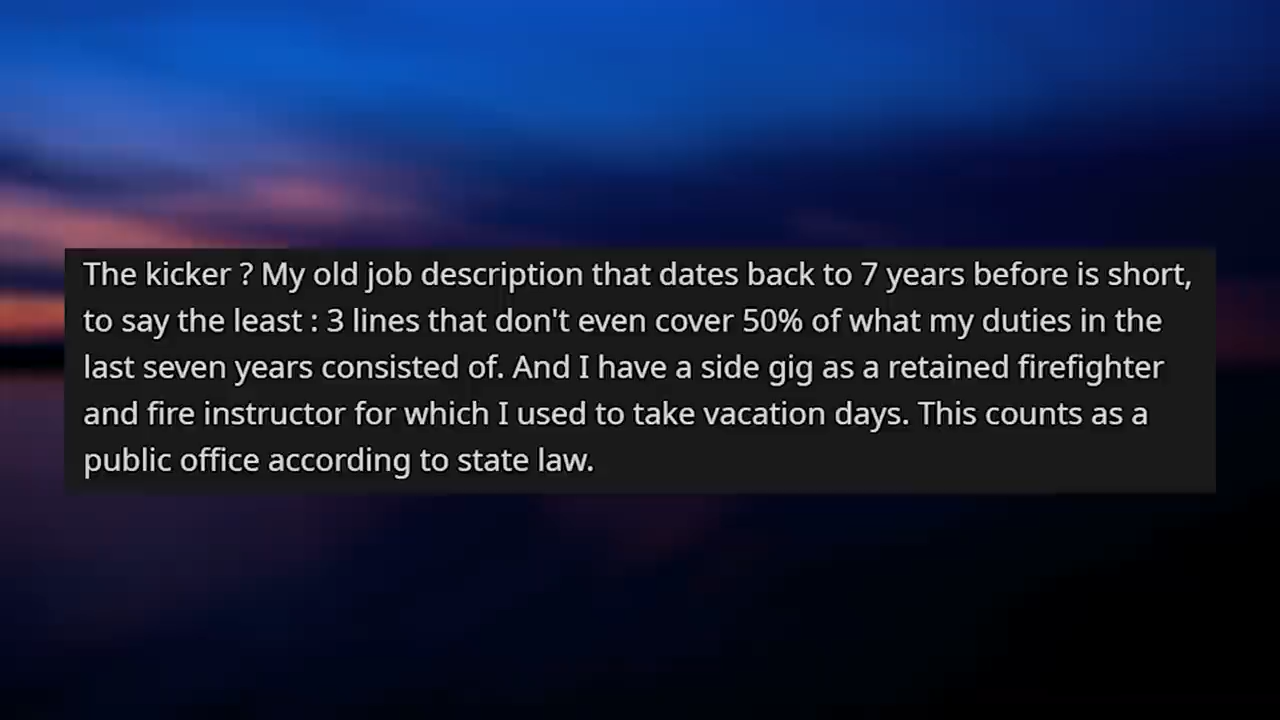 The kicker ? My old job description that dates back to 7 years before is short,
to say the least : 3 lines that don't even cover 50% of what my duties in the
last seven years consisted of. And I have a side gig as a retained firefighter
and fire instructor for which I used to take vacation days. This counts as a
public office according to state law.